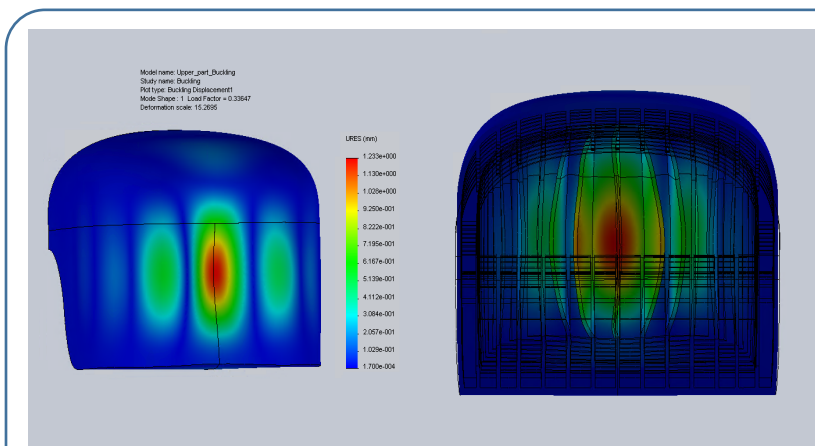 Model name: Upper_part_Buckling
Study name: Buckling
Plot type: Buckling Displacement1
Mode Shape : 1 Load Factor = 0.33647
Deformation scale: 15.2695
URES (mm)
1.233e+000
1.130e+000
1.028e+000
9.250e-001
8.222e-001
7.195e-001
6.167e-001
5.139e-001
4.112e-001
3.084e-001
2.057e-001
1.029e-001
1.700e-004